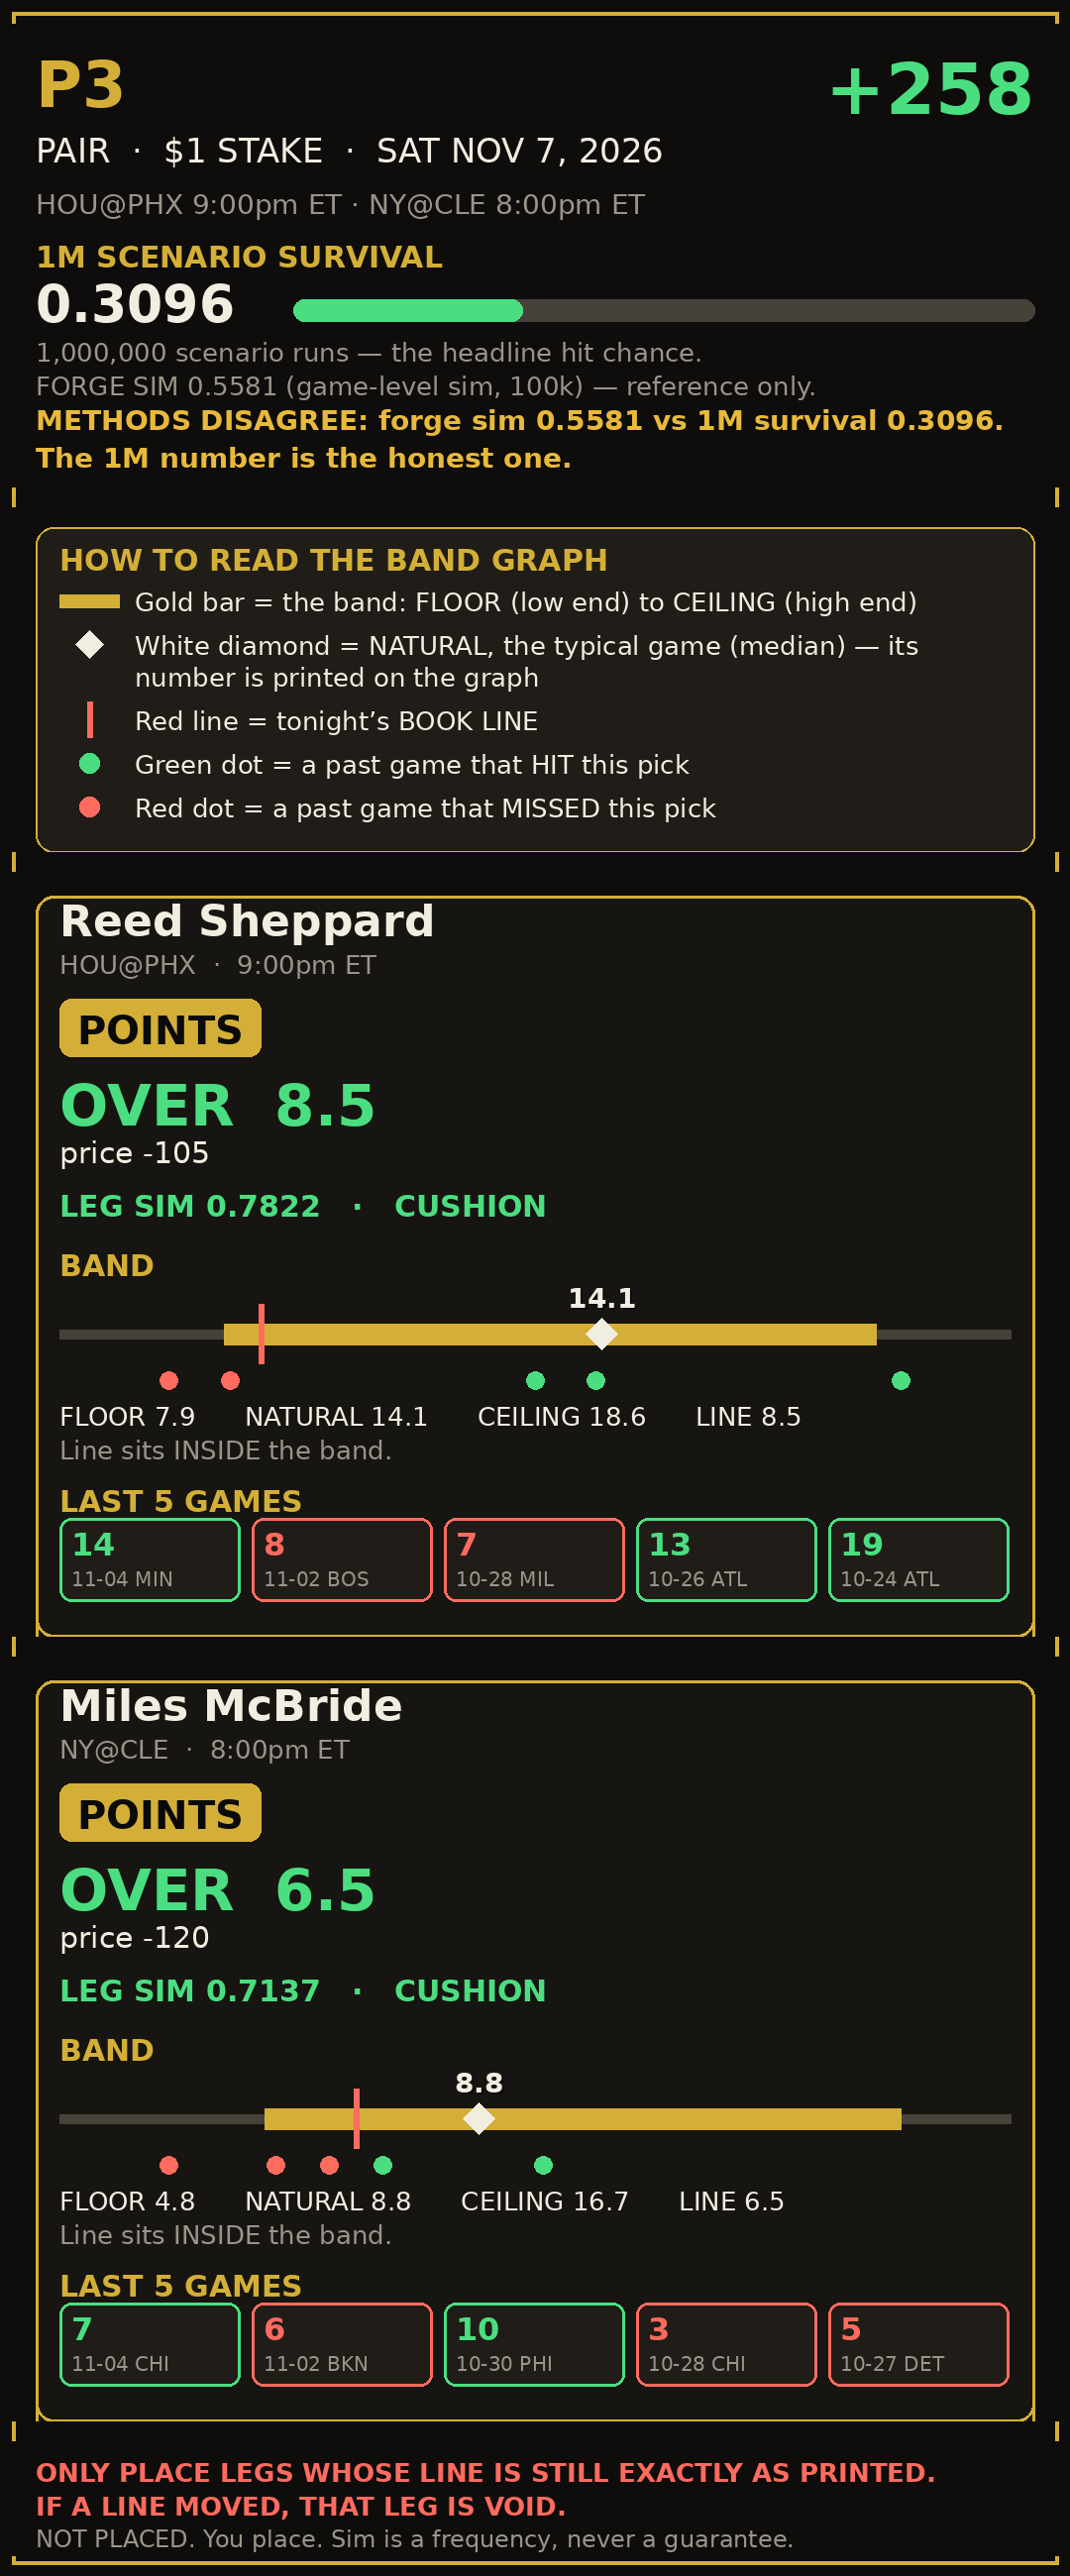 P3
+258
PAIR · $1 STAKE · SAT NOV 7, 2026
HOU@PHX 9:00pm ET · NY@CLE 8:00pm ET
1M SCENARIO SURVIVAL
0.3096
1,000,000 scenario runs — the headline hit chance.
FORGE SIM 0.5581 (game-level sim, 100k) — reference only.
METHODS DISAGREE: forge sim 0.5581 vs 1M survival 0.3096.
The 1M number is the honest one.
HOW TO READ THE BAND GRAPH
Gold bar = the band: FLOOR (low end) to CEILING (high end)
White diamond = NATURAL, the typical game (median) — its
number is printed on the graph
Red line = tonight’s BOOK LINE
Green dot = a past game that HIT this pick
Red dot = a past game that MISSED this pick
Reed Sheppard
HOU@PHX · 9:00pm ET
POINTS
OVER 8.5
price -105
LEG SIM 0.7822 · CUSHION
BAND
14.1
FLOOR 7.9 NATURAL 14.1 CEILING 18.6 LINE 8.5
Line sits INSIDE the band.
LAST 5 GAMES
14 8 7 13 19
11-04 MIN 11-02 BOS 10-28 MIL 10-26 ATL 10-24 ATL
Miles McBride
NY@CLE · 8:00pm ET
POINTS
OVER 6.5
price -120
LEG SIM 0.7137 · CUSHION
BAND
8.8
FLOOR 4.8 NATURAL 8.8 CEILING 16.7 LINE 6.5
Line sits INSIDE the band.
LAST 5 GAMES
7 6 10 3 5
11-04 CHI 11-02 BKN 10-30 PHI 10-28 CHI 10-27 DET
ONLY PLACE LEGS WHOSE LINE IS STILL EXACTLY AS PRINTED.
IF A LINE MOVED, THAT LEG IS VOID.
NOT PLACED. You place. Sim is a frequency, never a guarantee.